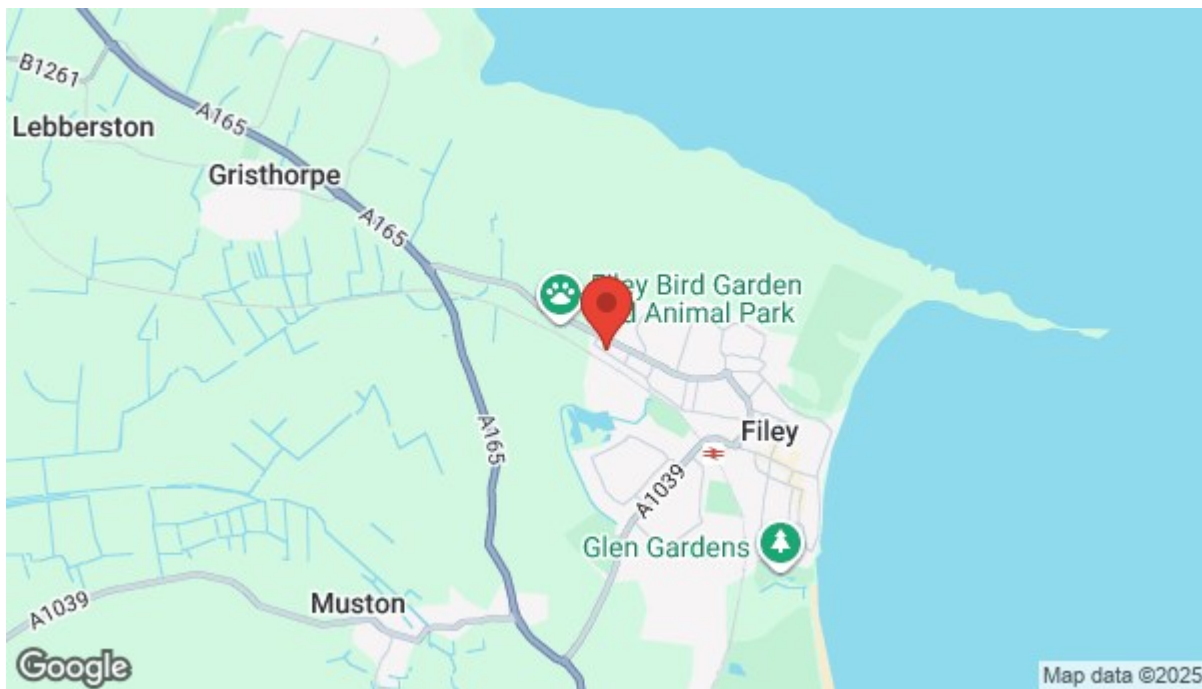 B1261
A165
Lebberston
Gristhorpe
A165
Filey Bird Garden
Animal Park
A165
Filey
A1039
Glen Gardens
A1039
Muston
Google
Map data ©2025